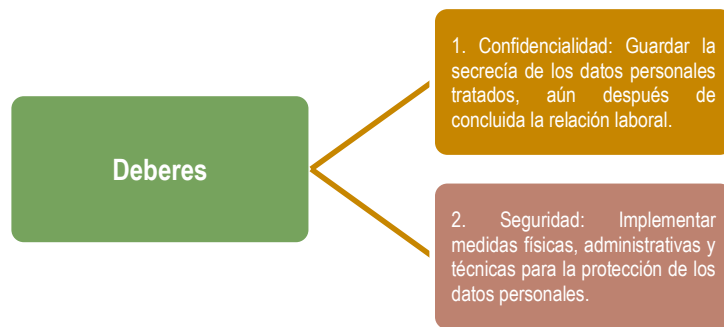 Deberes
1. Confidencialidad: Guardar la
secrecía de los datos personales
tratados, aún después de
concluida la relación laboral.
2. Seguridad: Implementar
medidas físicas, administrativas y
técnicas para la protección de los
datos personales.